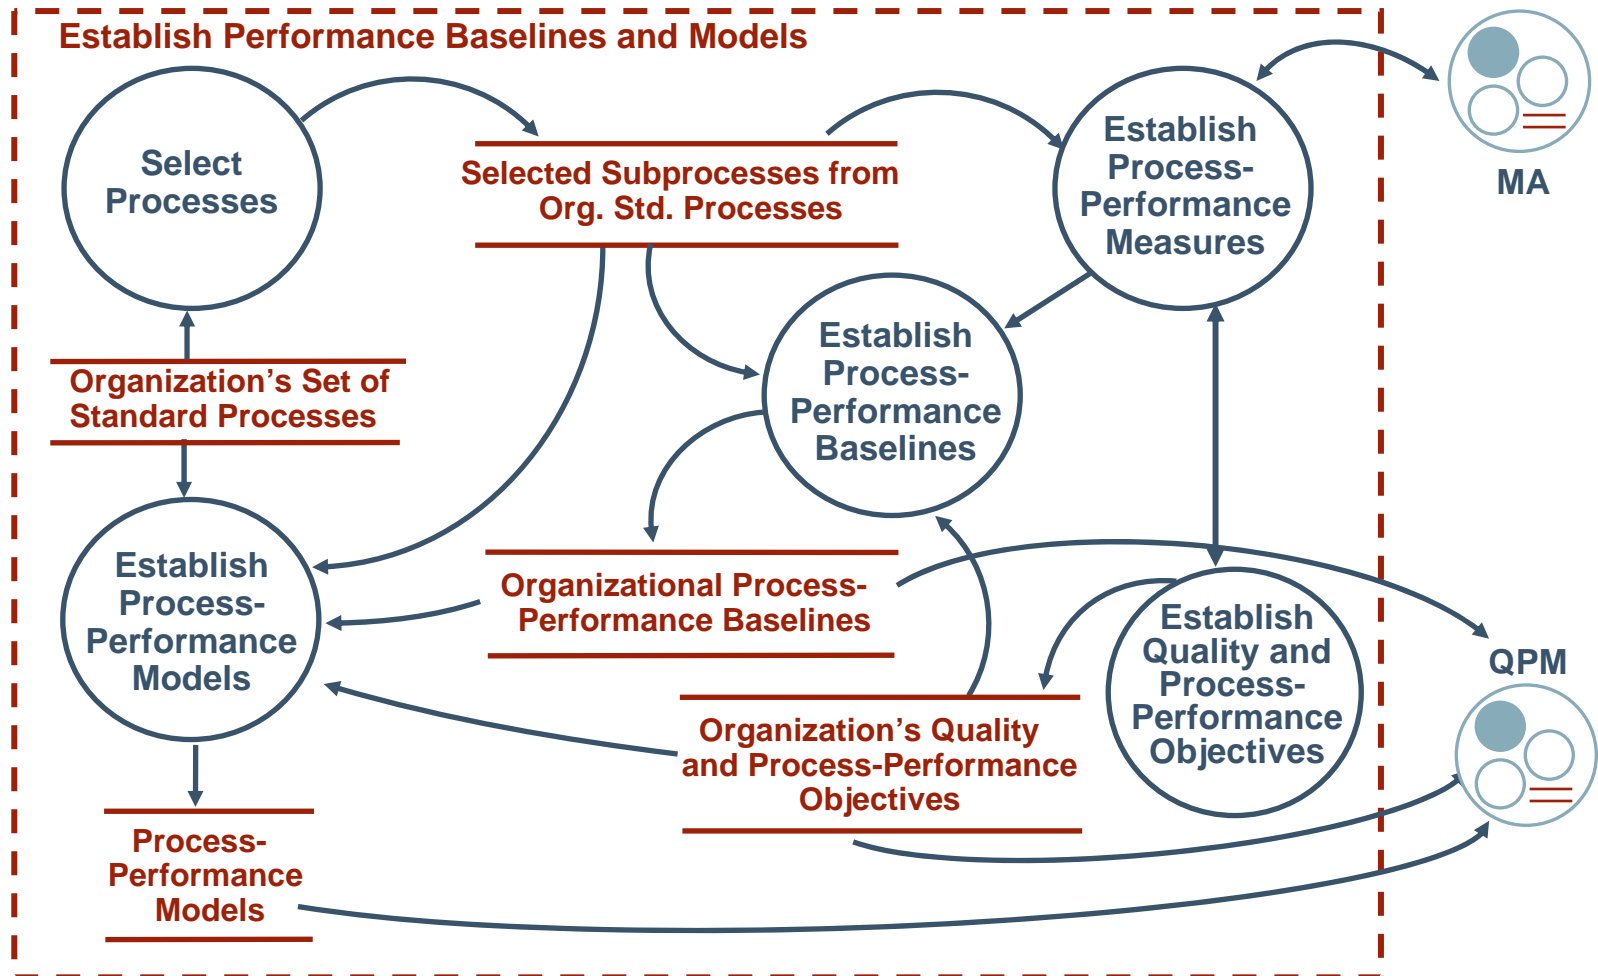 Establish Performance Baselines and Models
Select
Processes
Selected Subprocesses from
Org. Std. Processes
Establish
Process-
Performance
Measures
MA
Organization's Set of
Standard Processes
Establish
Process-
Performance
Baselines
Establish
Process-
Performance
Models
Organizational Process-
Performance Baselines
Establish
Quality and
Process-
Performance
Objectives
QPM
Organization's Quality
and Process-Performance
Objectives
Process-
Performance
Models